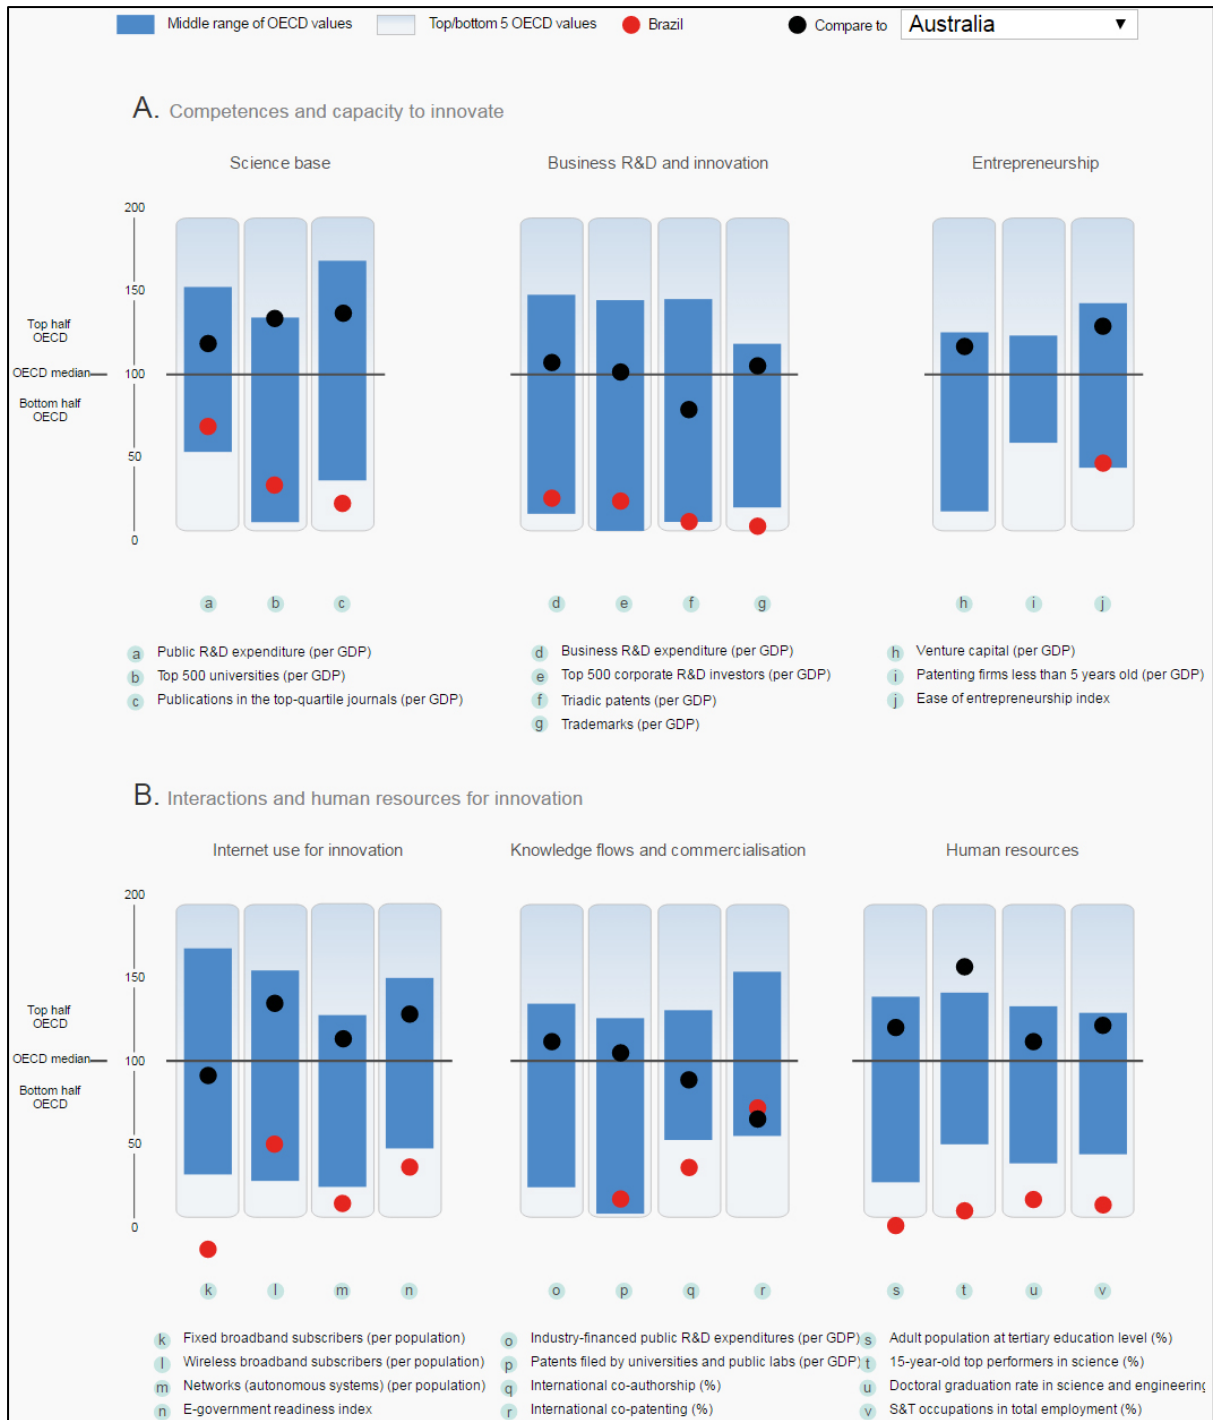 Middle range of OECD values Top/bottom 5 OECD values Brazil Compare to Australia
A. Competences and capacity to innovate
Science base Business R&D and innovation Entrepreneurship
200
150
Top half
OECD
OECD median 100
Bottom half
OECD
50
0
a b c d e f g h i j
a Public R&D expenditure (per GDP)
b Top 500 universities (per GDP)
c Publications in the top-quartile journals (per GDP)
d Business R&D expenditure (per GDP)
e Top 500 corporate R&D investors (per GDP)
f Triadic patents (per GDP)
g Trademarks (per GDP)
h Venture capital (per GDP)
i Patenting firms less than 5 years old (per GDP)
j Ease of entrepreneurship index
B. Interactions and human resources for innovation
Internet use for innovation Knowledge flows and commercialisation Human resources
200
150
Top half
OECD
OECD median 100
Bottom half
OECD
50
0
k l m n o p q r s t u v
k Fixed broadband subscribers (per population)
l Wireless broadband subscribers (per population)
m Networks (autonomous systems) (per population)
n E-government readiness index
o Industry-financed public R&D expenditures (per GDP)
p Patents filed by universities and public labs (per GDP)
q International co-authorship (%)
r International co-patenting (%)
s Adult population at tertiary education level (%)
t 15-year-old top performers in science (%)
u Doctoral graduation rate in science and engineering
v S&T occupations in total employment (%)